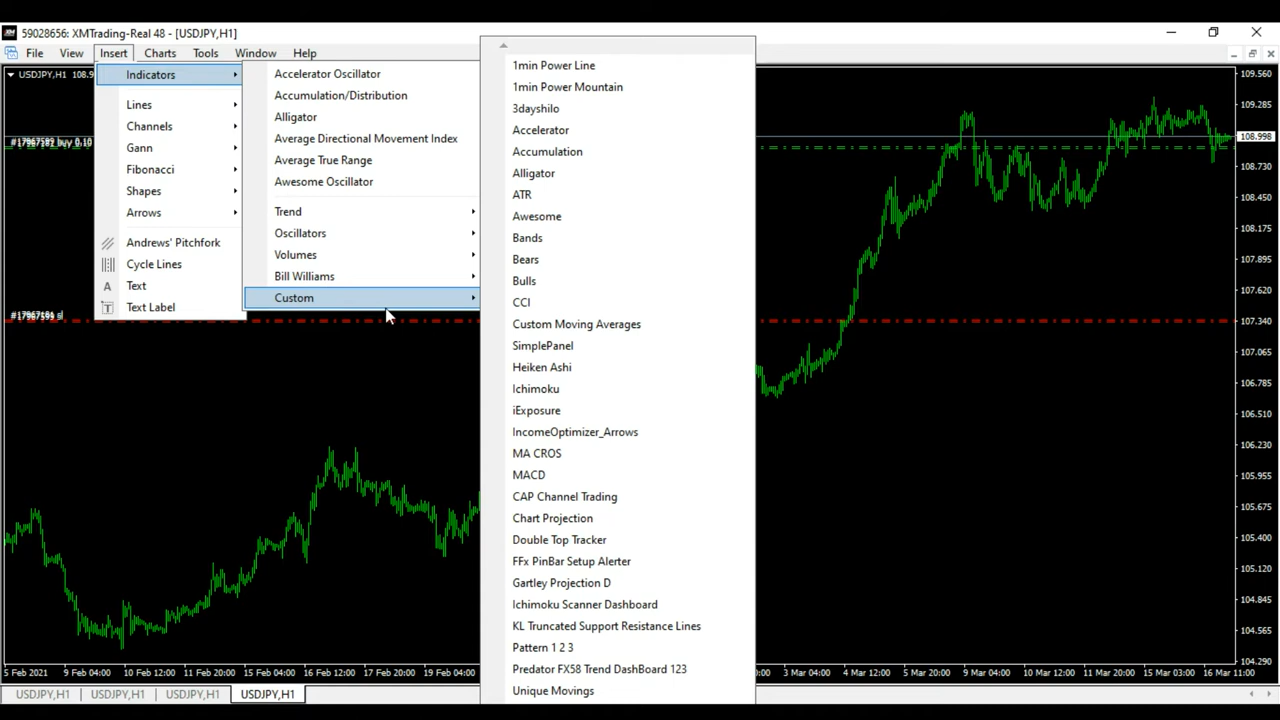 59028656: XMTrading-Real 48 - [USDJPY,H1]
File View Insert Charts Tools Window Help
USDJPY,H1 108.9
Indicators
Lines
Channels
Gann
Fibonacci
Shapes
Arrows
Andrews' Pitchfork
Cycle Lines
Text
Text Label
Accelerator Oscillator
Accumulation/Distribution
Alligator
Average Directional Movement Index
Average True Range
Awesome Oscillator
Trend
Oscillators
Volumes
Bill Williams
Custom
1min Power Line
1min Power Mountain
3dayshilo
Accelerator
Accumulation
Alligator
ATR
Awesome
Bands
Bears
Bulls
CCI
Custom Moving Averages
SimplePanel
Heiken Ashi
Ichimoku
iExposure
IncomeOptimizer_Arrows
MA CROS
MACD
CAP Channel Trading
Chart Projection
Double Top Tracker
FFx PinBar Setup Alerter
Gartley Projection D
Ichimoku Scanner Dashboard
KL Truncated Support Resistance Lines
Pattern 1 2 3
Predator FX58 Trend DashBoard 123
Unique Movings
109.560
109.285
108.998
108.730
108.450
108.175
107.895
107.620
107.340
107.065
106.785
106.510
106.230
105.955
105.675
105.400
105.120
104.845
104.565
104.290
5 Feb 2021 9 Feb 04:00 10 Feb 12:00 11 Feb 20:00 15 Feb 04:00 16 Feb 12:00 17 Feb 20:00 19 Feb 04:00 3 Mar 04:00 4 Mar 12:00 7 Mar 20:00 9 Mar 04:00 10 Mar 12:00 11 Mar 20:00 15 Mar 03:00 16 Mar 11:00
USDJPY,H1 USDJPY,H1 USDJPY,H1 USDJPY,H1